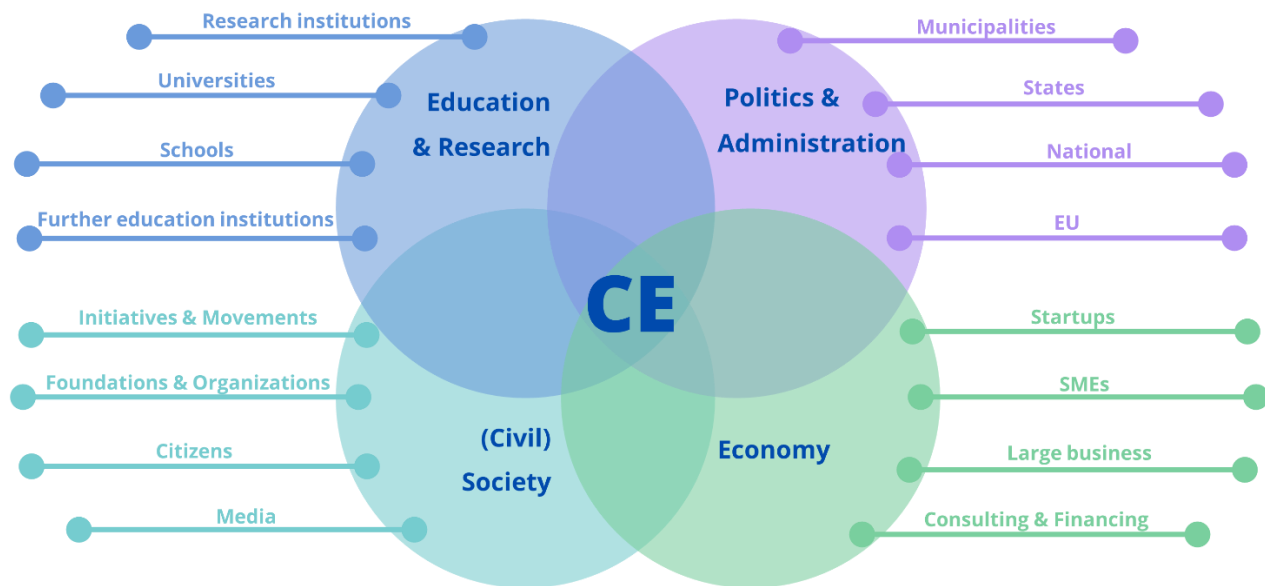 Research institutions
Universities
Schools
Further education institutions
Education
& Research
Politics &
Administration
Municipalities
States
National
EU
CE
Initiatives & Movements
Foundations & Organizations
Citizens
Media
(Civil)
Society
Economy
Startups
SMEs
Large business
Consulting & Financing